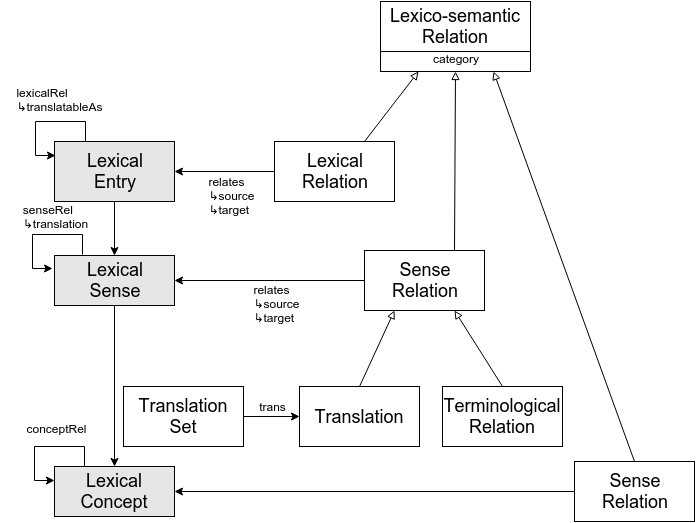 Lexico-semantic
Relation
category
lexicalRel
↳translatableAs
Lexical
Entry
Lexical
Relation
relates
↳source
↳target
senseRel
↳translation
Lexical
Sense
Sense
Relation
relates
↳source
↳target
Translation
Set
trans
Translation
Terminological
Relation
conceptRel
Lexical
Concept
Sense
Relation